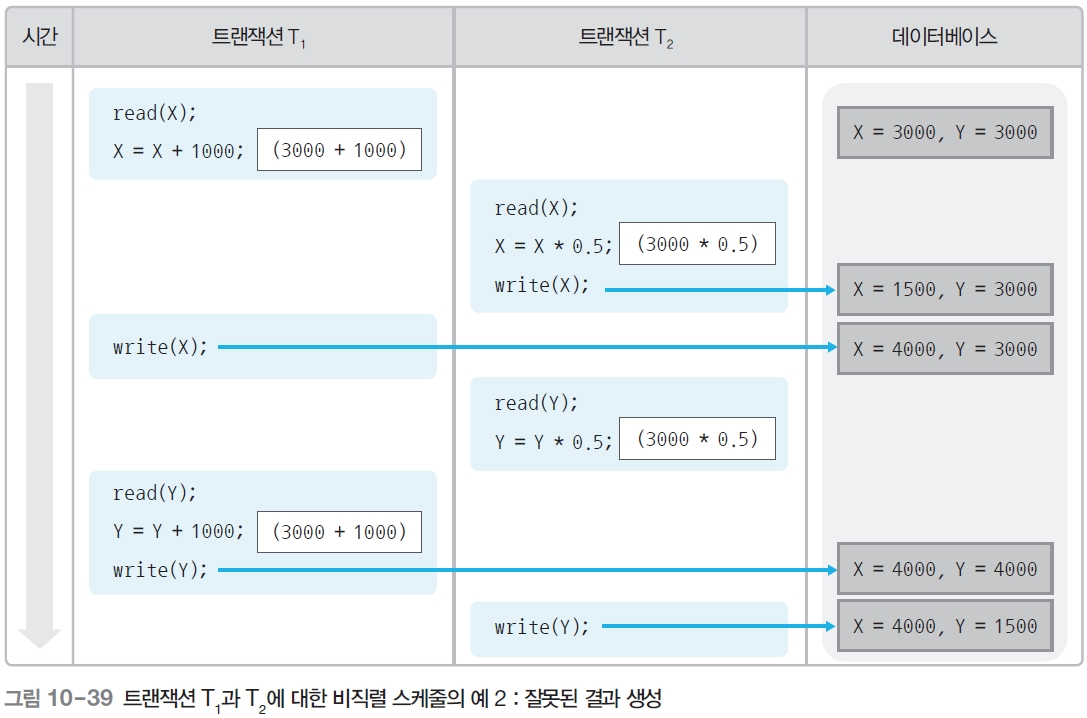 시간 트랜잭션 T1 트랜잭션 T2 데이터베이스
read(X);
X = X + 1000; (3000 + 1000)
X = 3000, Y = 3000
read(X);
X = X * 0.5; (3000 * 0.5)
write(X);
X = 1500, Y = 3000
write(X);
X = 4000, Y = 3000
read(Y);
Y = Y * 0.5; (3000 * 0.5)
read(Y);
Y = Y + 1000; (3000 + 1000)
write(Y);
X = 4000, Y = 4000
write(Y);
X = 4000, Y = 1500
그림 10-39 트랜잭션 T1과 T2에 대한 비직렬 스케줄의 예 2 : 잘못된 결과 생성